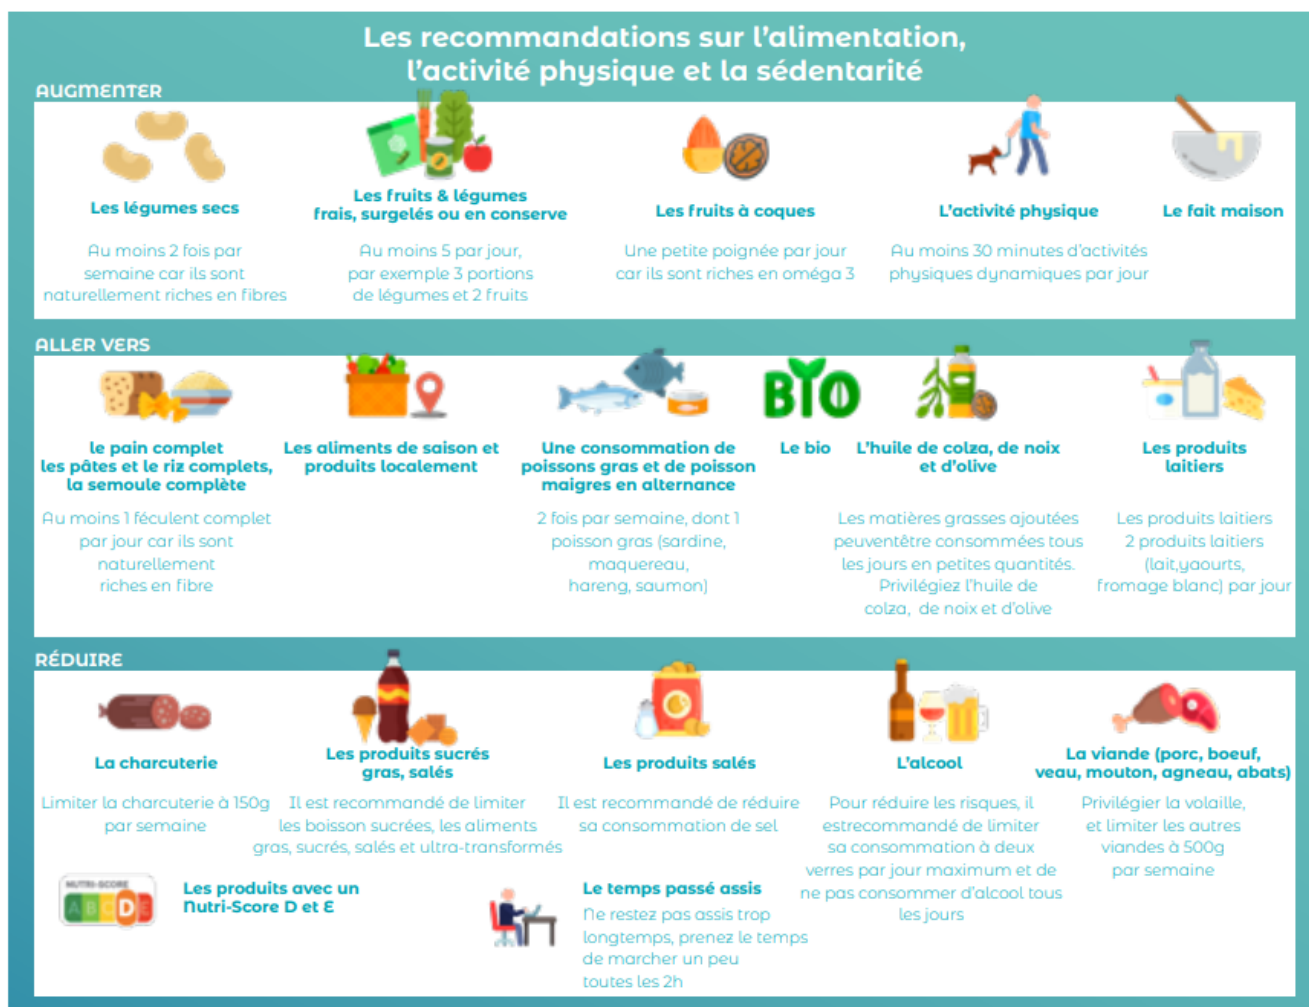 Les recommandations sur l'alimentation,
l'activité physique et la sédentarité
AUGMENTER
Les légumes secs
Au moins 2 fois par
semaine car ils sont
naturellement riches en fibres
Les fruits & légumes
frais, surgelés ou en conserve
Au moins 5 par jour,
par exemple 3 portions
de légumes et 2 fruits
Les fruits à coques
Une petite poignée par jour
car ils sont riches en oméga 3
L'activité physique
Au moins 30 minutes d'activités
physiques dynamiques par jour
Le fait maison
ALLER VERS
le pain complet
les pâtes et le riz complets,
la semoule complète
Au moins 1 féculent complet
par jour car ils sont
naturellement
riches en fibre
Les aliments de saison et
produits localement
Une consommation de
poissons gras et de poisson
maigres en alternance
2 fois par semaine, dont 1
poisson gras (sardine,
maquereau,
hareng, saumon)
BIO
Le bio
L'huile de colza, de noix
et d'olive
Les matières grasses ajoutées
peuventêtre consommées tous
les jours en petites quantités.
Privilégiez l'huile de
colza, de noix et d'olive
Les produits
laitiers
Les produits laitiers
2 produits laitiers
(lait,yaourts,
fromage blanc) par jour
RÉDUIRE
La charcuterie
Limiter la charcuterie à 150g
par semaine
Les produits sucrés
gras, salés
Il est recommandé de limiter
les boisson sucrées, les aliments
gras, sucrés, salés et ultra-transformés
Les produits salés
Il est recommandé de réduire
sa consommation de sel
L'alcool
Pour réduire les risques, il
estrecommandé de limiter
sa consommation à deux
verres par jour maximum et de
ne pas consommer d'alcool tous
les jours
La viande (porc, boeuf,
veau, mouton, agneau, abats)
Privilégier la volaille,
et limiter les autres
viandes à 500g
par semaine
NUTRI-SCORE
A B C D E
Les produits avec un
Nutri-Score D et E
Le temps passé assis
Ne restez pas assis trop
longtemps, prenez le temps
de marcher un peu
toutes les 2h